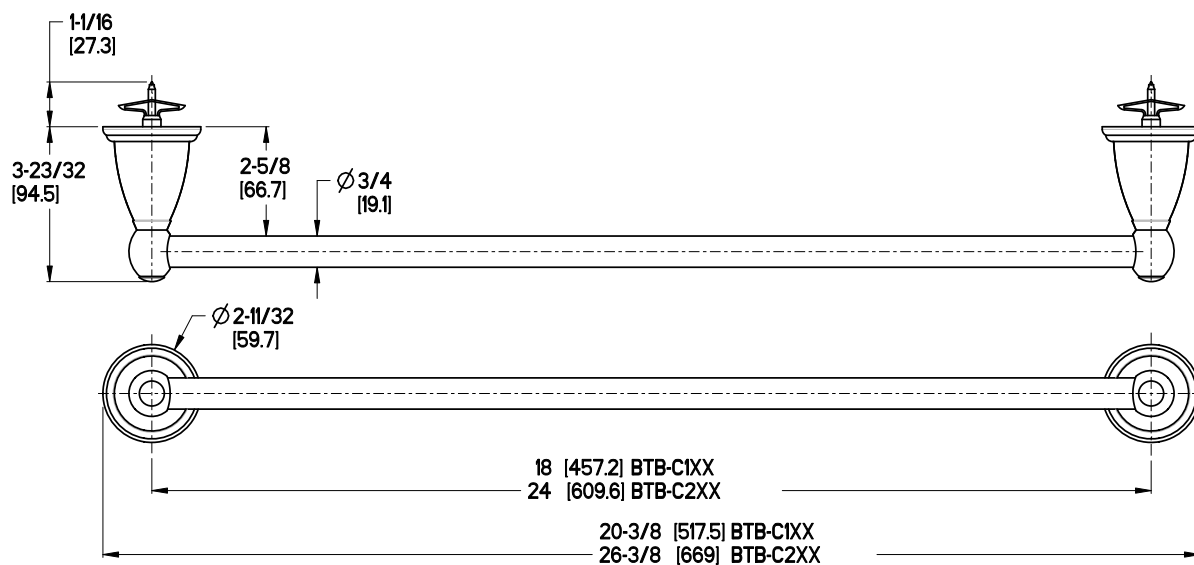 1-1/16
[27.3]
3-23/32
[94.5]
2-5/8
[66.7]
Ø 3/4
[19.1]
Ø 2-11/32
[59.7]
18 [457.2] BTB-C1XX
24 [609.6] BTB-C2XX
20-3/8 [517.5] BTB-C1XX
26-3/8 [669] BTB-C2XX